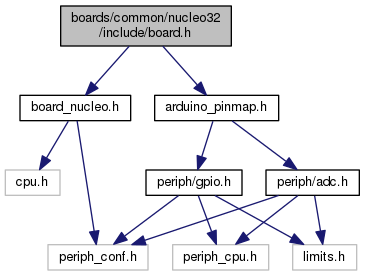 boards/common/nucleo32
/include/board.h
board_nucleo.h
arduino_pinmap.h
cpu.h
periph/gpio.h
periph/adc.h
periph_conf.h
periph_cpu.h
limits.h